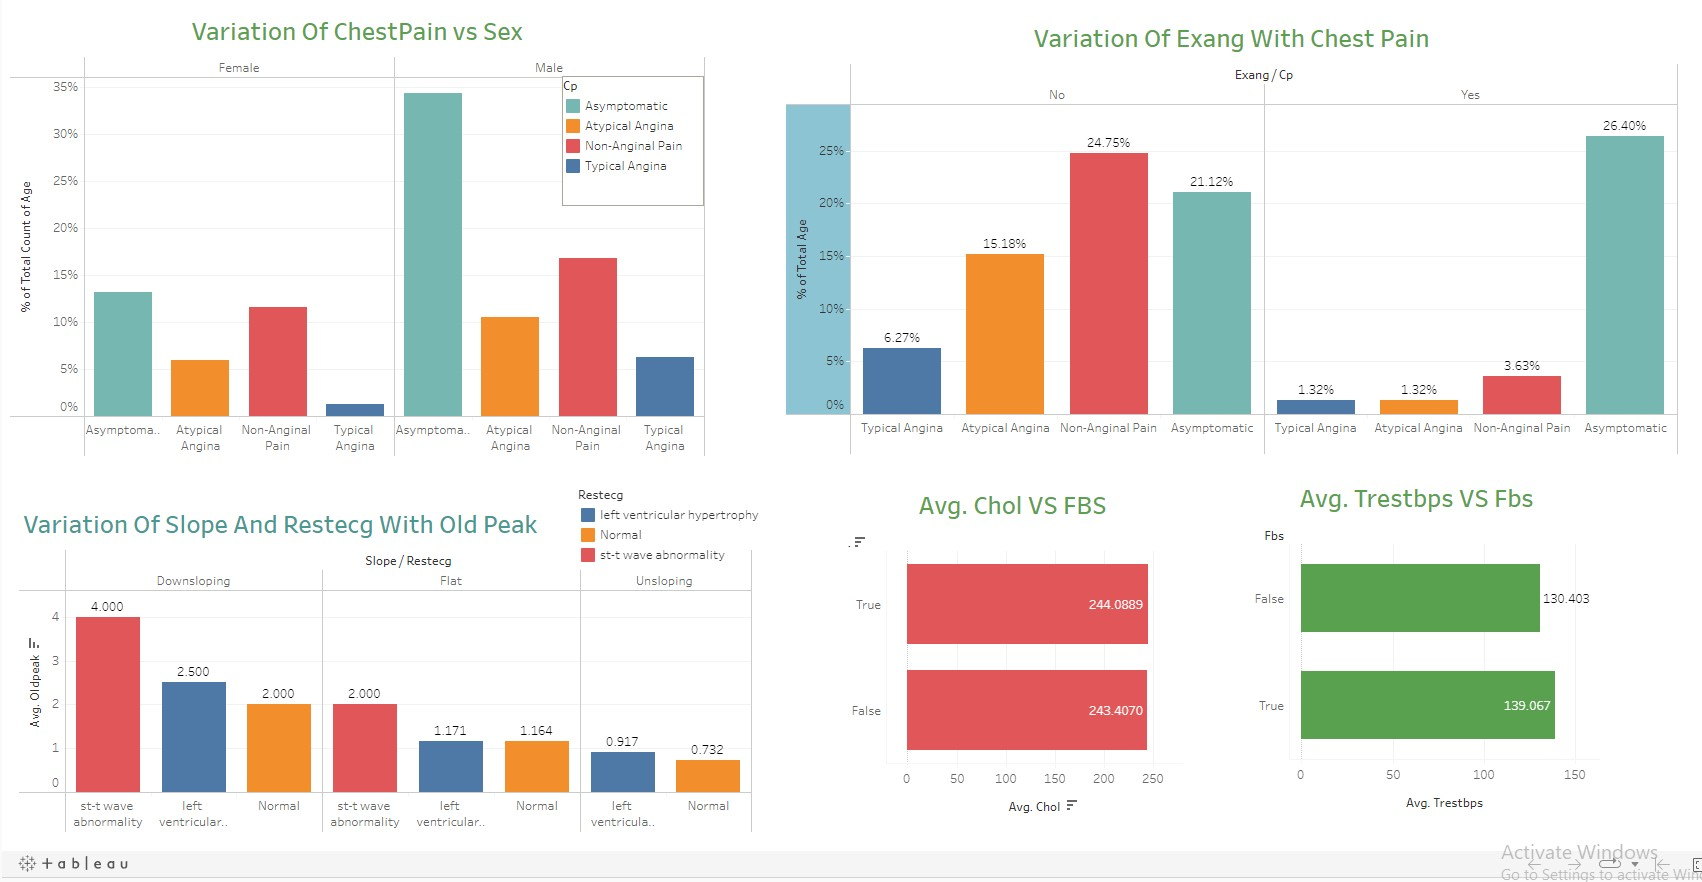 Variation Of ChestPain vs Sex
Female
Male
Cp
Asymptomatic
Atypical Angina
Non-Anginal Pain
Typical Angina
% of Total Count of Age
35%
30%
25%
20%
15%
10%
5%
0%
Asymptoma..
Atypical Angina
Non-Anginal Pain
Typical Angina
Asymptoma..
Atypical Angina
Non-Anginal Pain
Typical Angina
Variation Of Exang With Chest Pain
Exang / Cp
No
Yes
% of Total Age
25%
20%
15%
10%
5%
0%
6.27%
15.18%
24.75%
21.12%
1.32%
1.32%
3.63%
26.40%
Typical Angina
Atypical Angina
Non-Anginal Pain
Asymptomatic
Typical Angina
Atypical Angina
Non-Anginal Pain
Asymptomatic
Variation Of Slope And Restecg With Old Peak
Restecg
left ventricular hypertrophy
Normal
st-t wave abnormality
Slope / Restecg
Downsloping
Flat
Unsloping
Avg. Oldpeak
4
3
2
1
0
4.000
2.500
2.000
2.000
1.171
1.164
0.917
0.732
st-t wave abnormality
left ventricular..
Normal
st-t wave abnormality
left ventricular..
Normal
left ventricula..
Normal
Avg. Chol VS FBS
True
244.0889
False
243.4070
0 50 100 150 200 250
Avg. Chol
Avg. Trestbps VS Fbs
Fbs
False
130.403
True
139.067
0 50 100 150
Avg. Trestbps
+ableau
Activate Windows
Go to Settings to activate Win